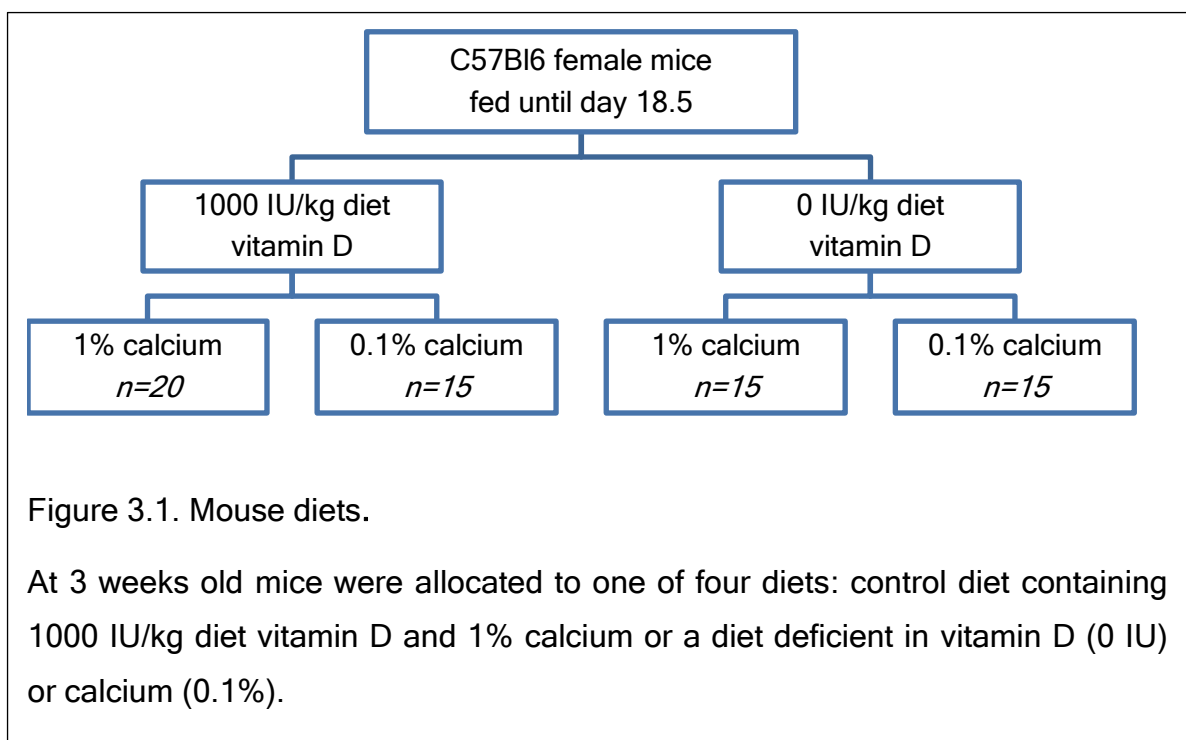 C57Bl6 female mice
fed until day 18.5
1000 IU/kg diet
vitamin D
0 IU/kg diet
vitamin D
1% calcium
n=20
0.1% calcium
n=15
1% calcium
n=15
0.1% calcium
n=15
Figure 3.1. Mouse diets.
At 3 weeks old mice were allocated to one of four diets: control diet containing
1000 IU/kg diet vitamin D and 1% calcium or a diet deficient in vitamin D (0 IU)
or calcium (0.1%).